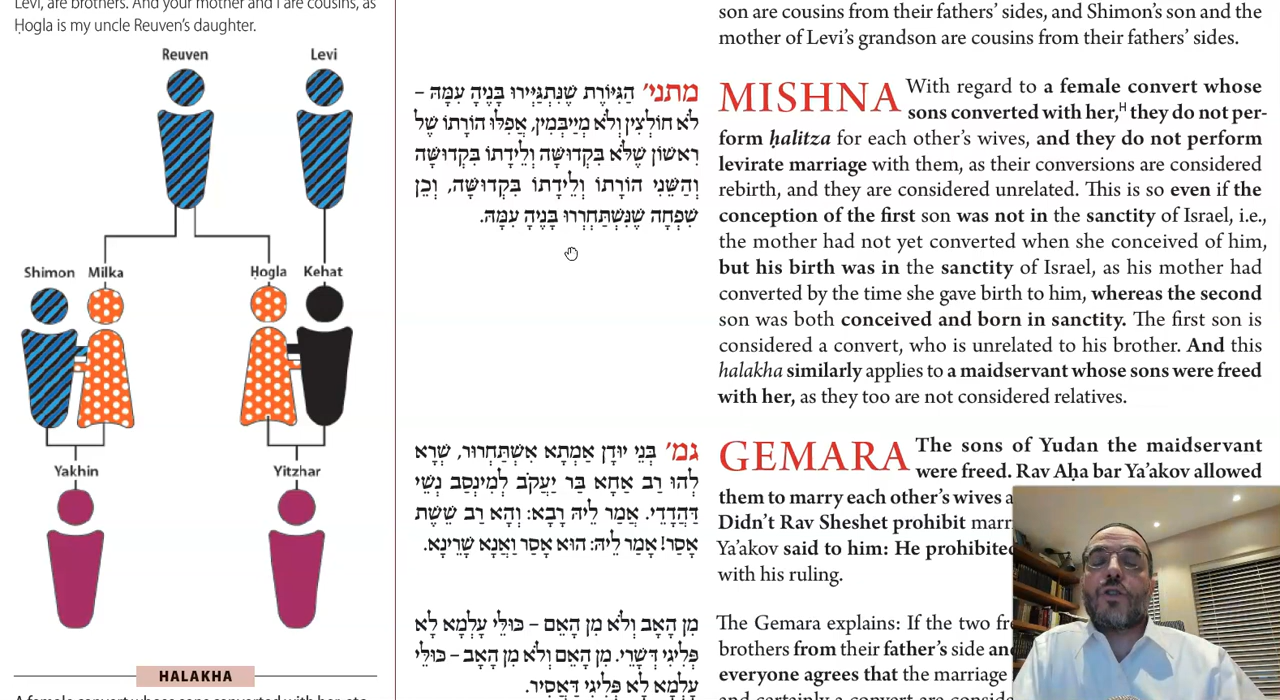 Levi, are brothers. And your mother and I are cousins, as
Ḥogla is my uncle Reuven's daughter.
Reuven
Levi
Shimon
Milka
Ḥogla
Kehat
Yakhin
Yitzhar
HALAKHA
A female convert whose sons converted with her, etc.
מתני׳ הַגִּיּוֹרֶת שֶׁנִּתְגַּיְּירוּ בָּנֶיהָ עִמָּהּ –
לֹא חוֹלְצִין וְלֹא מְיַיבְּמִין, אֲפִלּוּ הוֹרָתוֹ שֶׁל
רִאשׁוֹן שֶׁלֹּא בִּקְדוּשָּׁה וְלֵידָתוֹ בִּקְדוּשָּׁה
וְהַשֵּׁנִי הוֹרָתוֹ וְלֵידָתוֹ בִּקְדוּשָּׁה, וְכֵן
שִׁפְחָה שֶׁנִּשְׁתַּחְרְרוּ בָּנֶיהָ עִמָּהּ.
גמ׳ בְּנֵי יוּדָן אַמְתָא אִשְׁתַּחְרוּר, שְׁרָא
לְהוּ רַב אַחָא בַּר יַעֲקֹב לְמִינְסַב נְשֵׁי
דַּהֲדָדֵי. אֲמַר לֵיהּ רָבָא: וְהָא רַב שֵׁשֶׁת
אָסַר! אָמַר לֵיהּ: הוּא אָסַר וַאֲנָא שָׁרֵינָא.
מִן הָאָב וְלֹא מִן הָאֵם – כּוּלֵּי עָלְמָא לָא
פְּלִיגִי דְּשָׁרֵי. מִן הָאֵם וְלֹא מִן הָאָב – כּוּלֵּי
עָלְמָא לָא פְּלִיגִי דַּאֲסִיר.
son are cousins from their fathers' sides, and Shimon's son and the
mother of Levi's grandson are cousins from their fathers' sides.
MISHNA With regard to a female convert whose
sons converted with her,ᴴ they do not per-
form ḥalitza for each other's wives, and they do not perform
levirate marriage with them, as their conversions are considered
rebirth, and they are considered unrelated. This is so even if the
conception of the first son was not in the sanctity of Israel, i.e.,
the mother had not yet converted when she conceived of him,
but his birth was in the sanctity of Israel, as his mother had
converted by the time she gave birth to him, whereas the second
son was both conceived and born in sanctity. The first son is
considered a convert, who is unrelated to his brother. And this
halakha similarly applies to a maidservant whose sons were freed
with her, as they too are not considered relatives.
GEMARA The sons of Yudan the maidservant
were freed. Rav Aḥa bar Ya'akov allowed
them to marry each other's wives
Didn't Rav Sheshet prohibit
Ya'akov said to him: He prohibited
with his ruling.
The Gemara explains: If the two
brothers from their father's side
everyone agrees that the marriage
and certainly a convert are